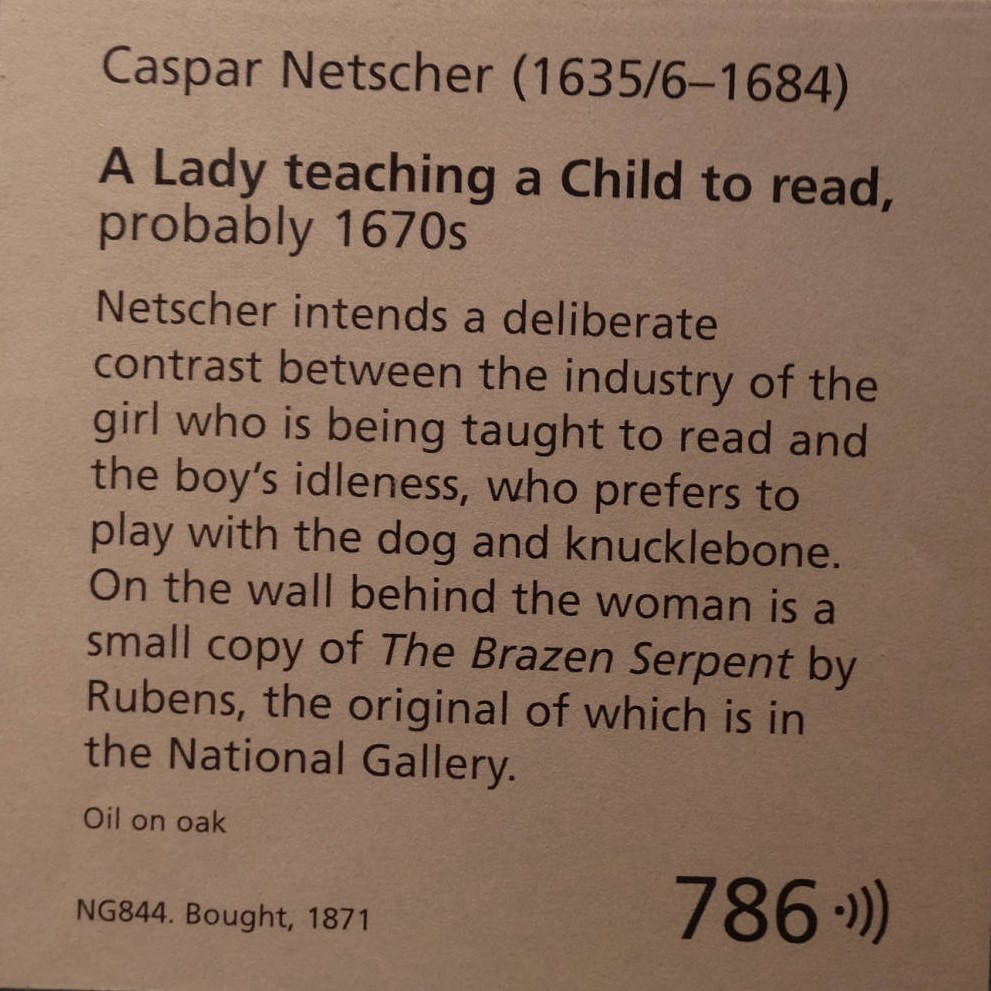 Caspar Netscher (1635/6–1684)
A Lady teaching a Child to read,
probably 1670s
Netscher intends a deliberate
contrast between the industry of the
girl who is being taught to read and
the boy's idleness, who prefers to
play with the dog and knucklebone.
On the wall behind the woman is a
small copy of The Brazen Serpent by
Rubens, the original of which is in
the National Gallery.
Oil on oak
NG844. Bought, 1871
786